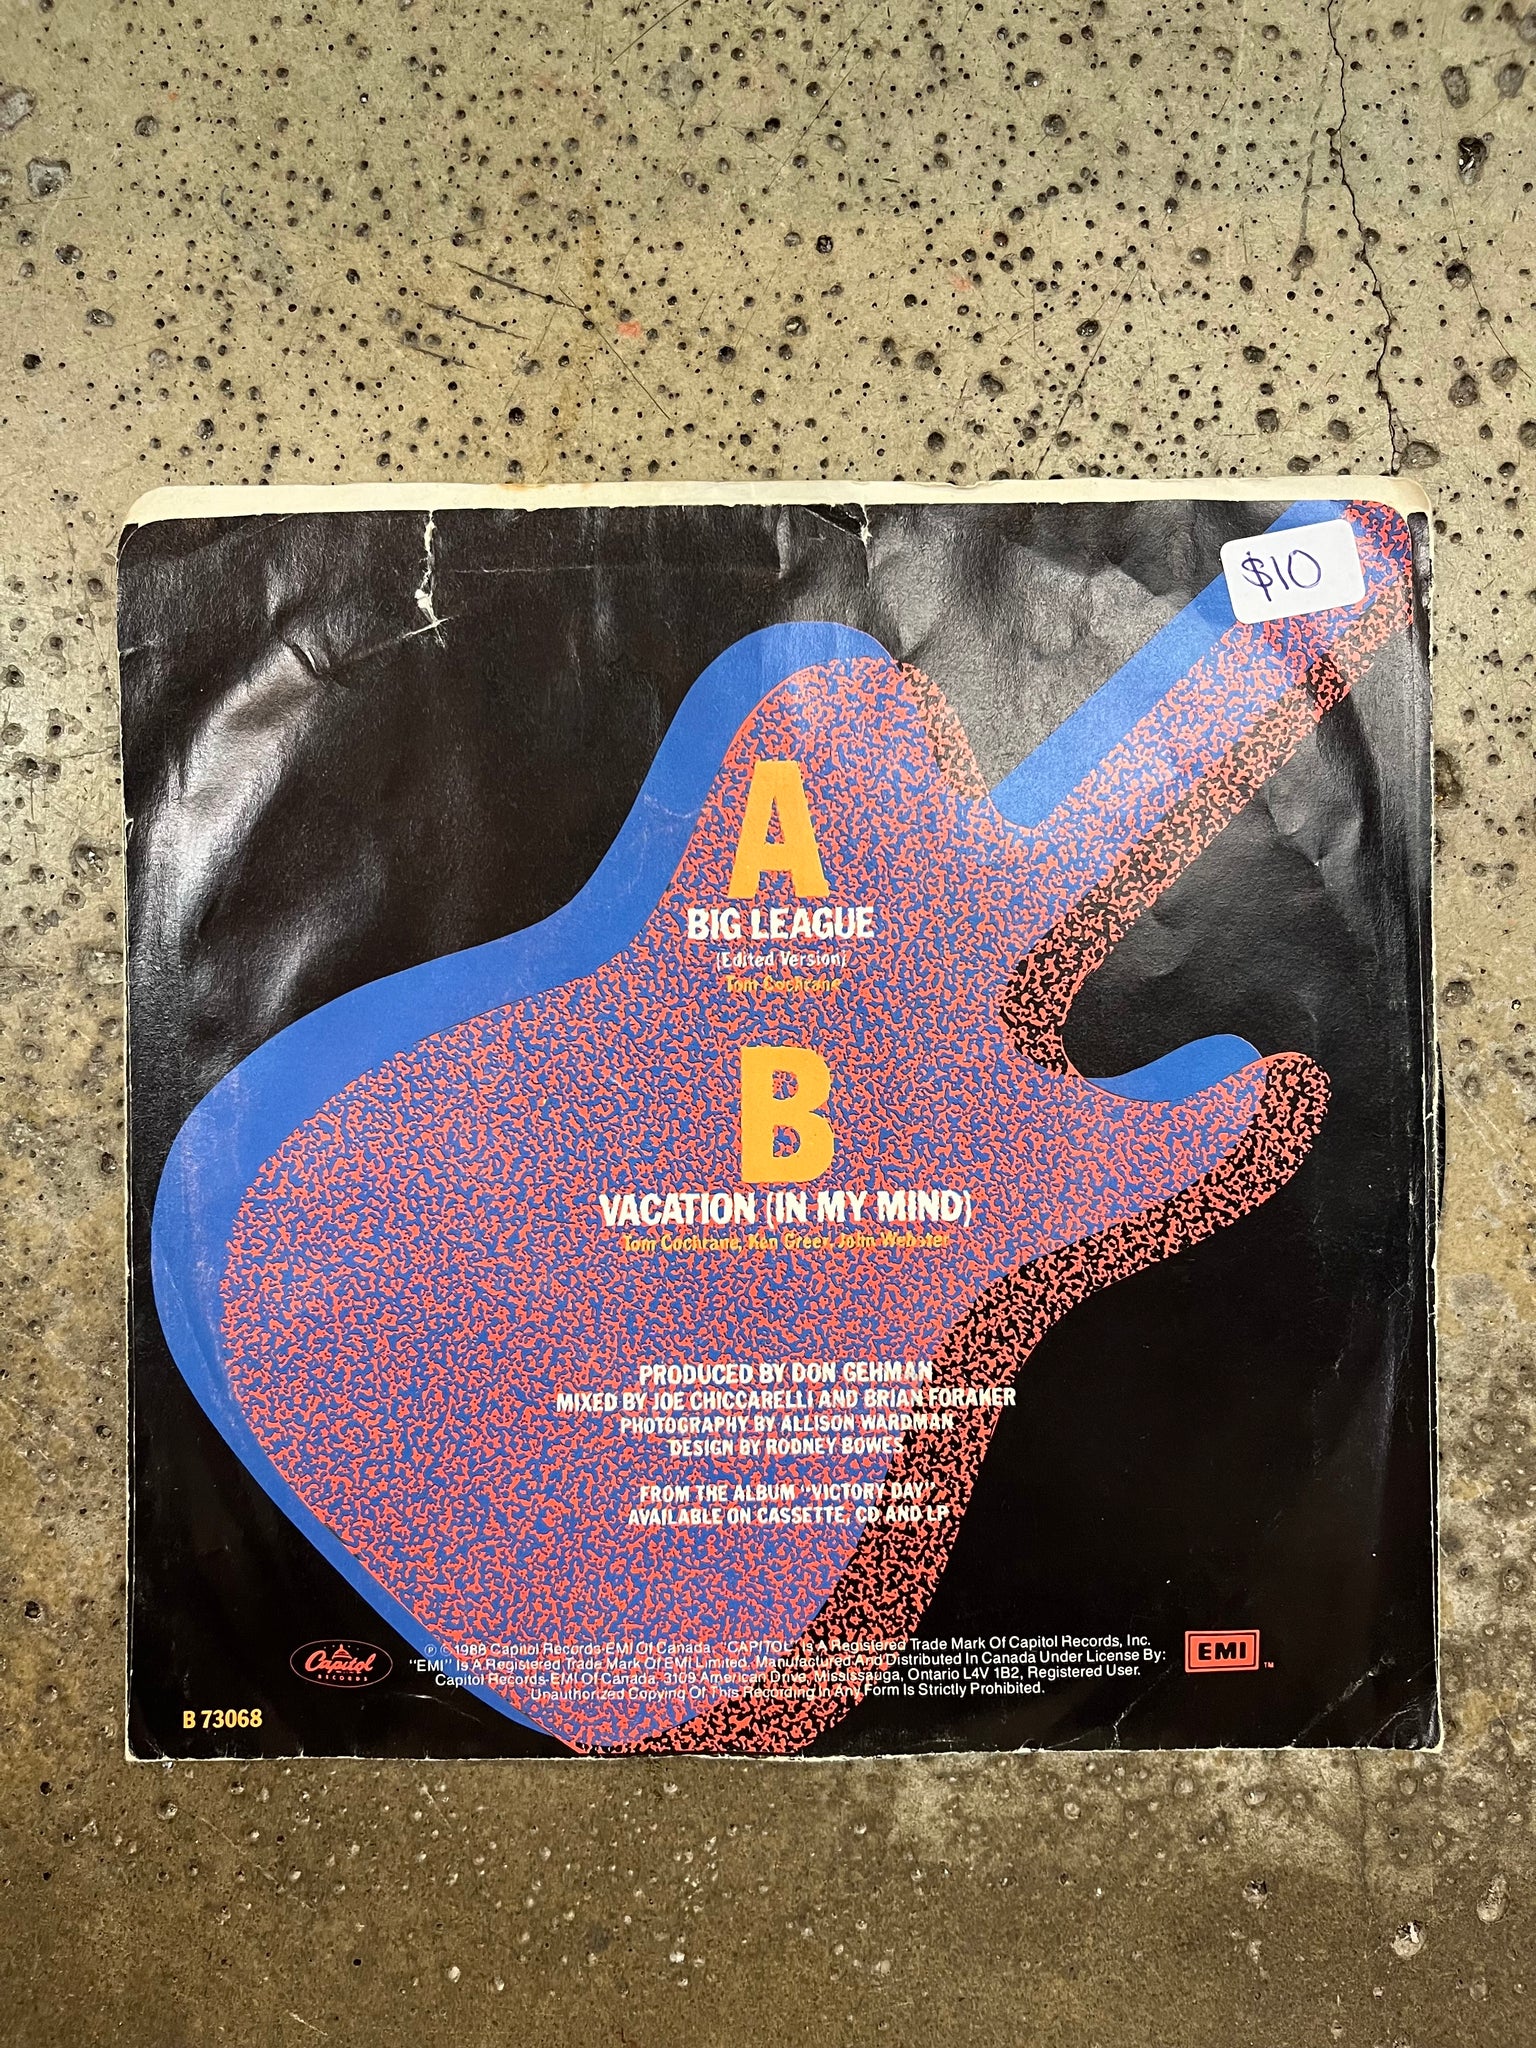 $10
A
BIG LEAGUE
(Edited Version)
Tom Cochrane
B
VACATION (IN MY MIND)
Tom Cochrane, Ken Greer, John Webster
PRODUCED BY DON GEHMAN
MIXED BY JOE CHICCARELLI AND BRIAN FORAKER
PHOTOGRAPHY BY ALLISON WARDMAN
DESIGN BY RODNEY BOWES
FROM THE ALBUM "VICTORY DAY"
AVAILABLE ON CASSETTE, CD AND LP
Capitol
RECORDS
℗ © 1988 Capitol Records-EMI Of Canada. "CAPITOL" Is A Registered Trade Mark Of Capitol Records, Inc.
"EMI" Is A Registered Trade Mark Of EMI Limited. Manufactured And Distributed In Canada Under License By:
Capitol Records-EMI Of Canada, 3109 American Drive, Mississauga, Ontario L4V 1B2, Registered User.
Unauthorized Copying Of This Recording In Any Form Is Strictly Prohibited.
EMI ™
B 73068